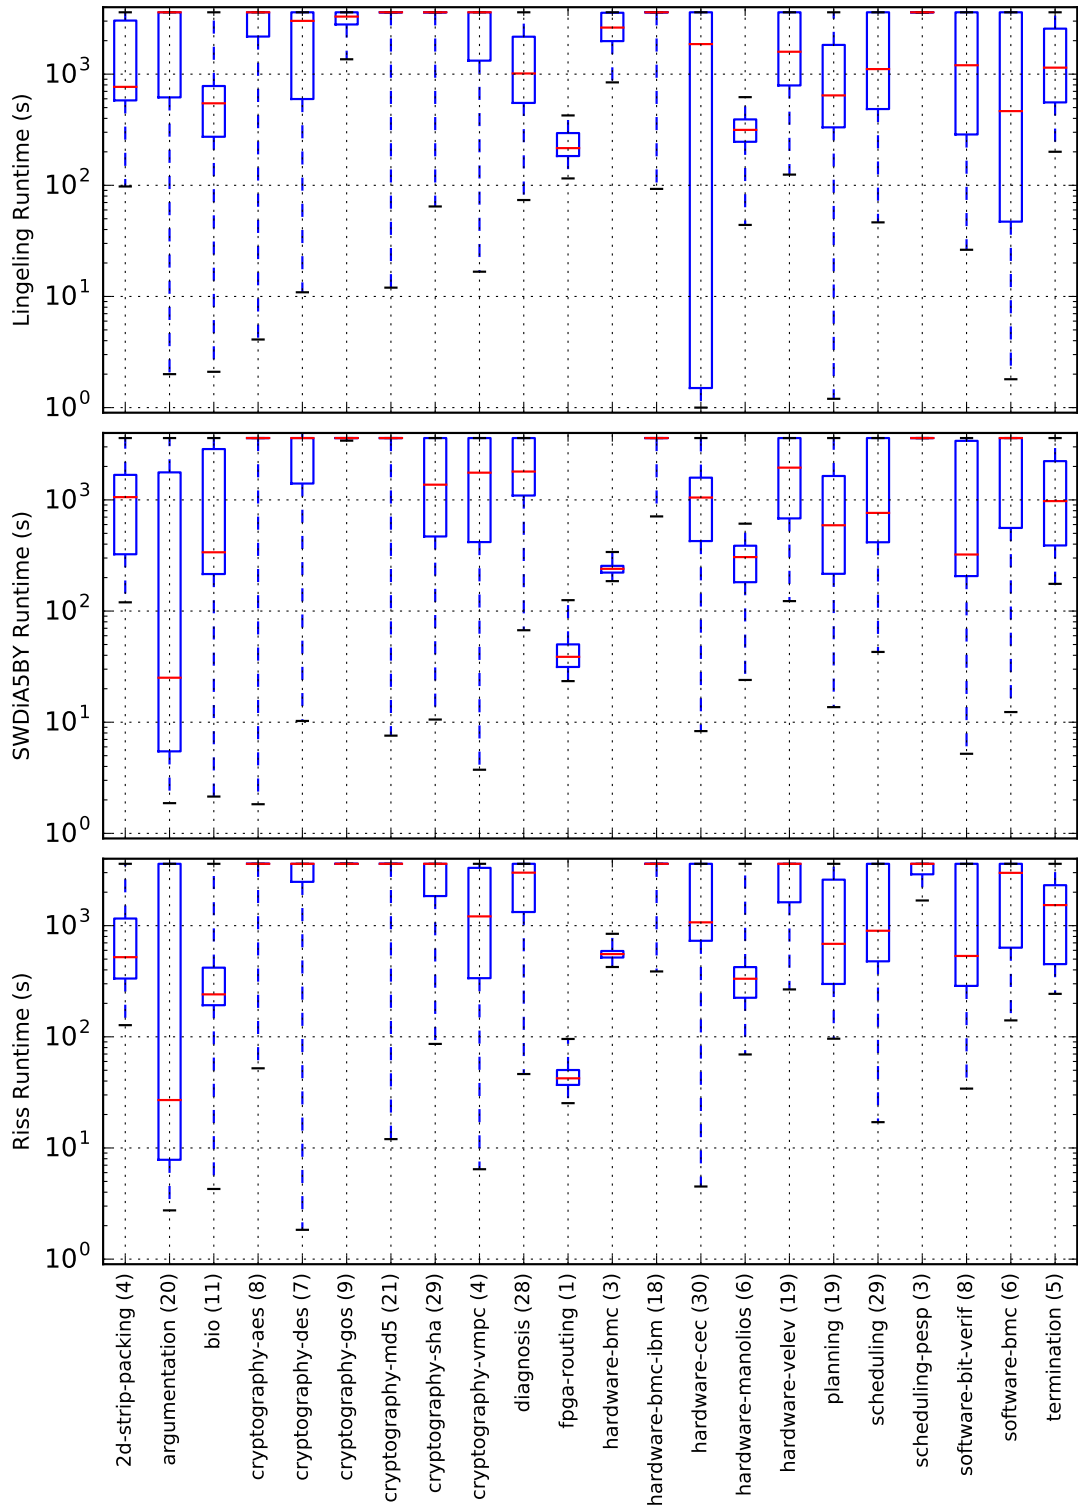 Lingeling Runtime (s)
10^3
10^2
10^1
10^0
SWDiA5BY Runtime (s)
10^3
10^2
10^1
10^0
Riss Runtime (s)
10^3
10^2
10^1
10^0
2d-strip-packing (4)
argumentation (20)
bio (11)
cryptography-aes (8)
cryptography-des (7)
cryptography-gos (9)
cryptography-md5 (21)
cryptography-sha (29)
cryptography-vmpc (4)
diagnosis (28)
fpga-routing (1)
hardware-bmc (3)
hardware-bmc-ibm (18)
hardware-cec (30)
hardware-manolios (6)
hardware-velev (19)
planning (19)
scheduling (29)
scheduling-pesp (3)
software-bit-verif (8)
software-bmc (6)
termination (5)